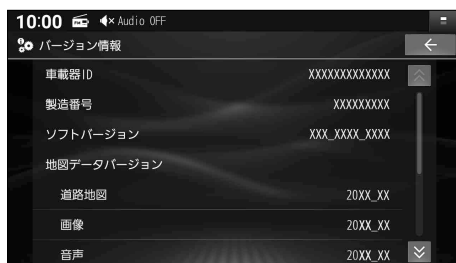 10:00 Audio OFF
バージョン情報
車載器ID XXXXXXXXXXXXX
製造番号 XXXXXXXXX
ソフトバージョン XXX_XXXX_XXXX
地図データバージョン
道路地図 20XX_XX
画像 20XX_XX
音声 20XX_XX